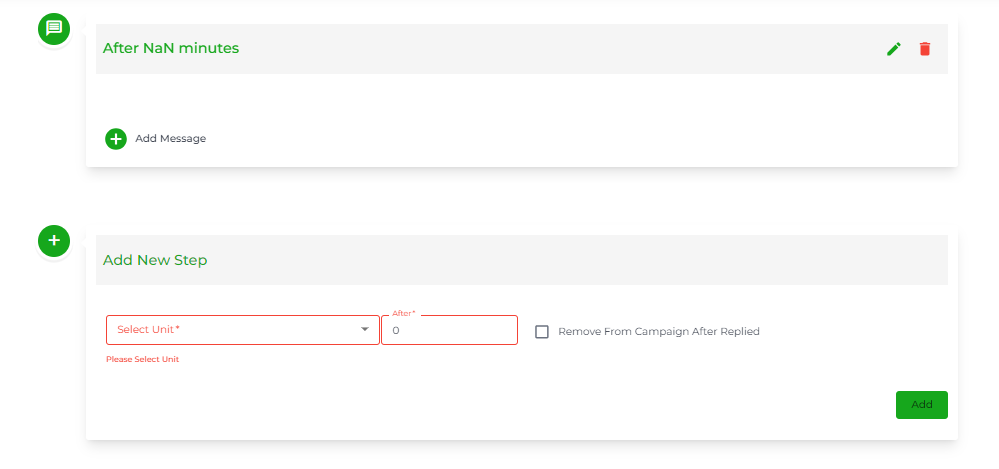 After NaN minutes
Add Message
Add New Step
After*
Select Unit*
0
Remove From Campaign After Replied
Please Select Unit
Add